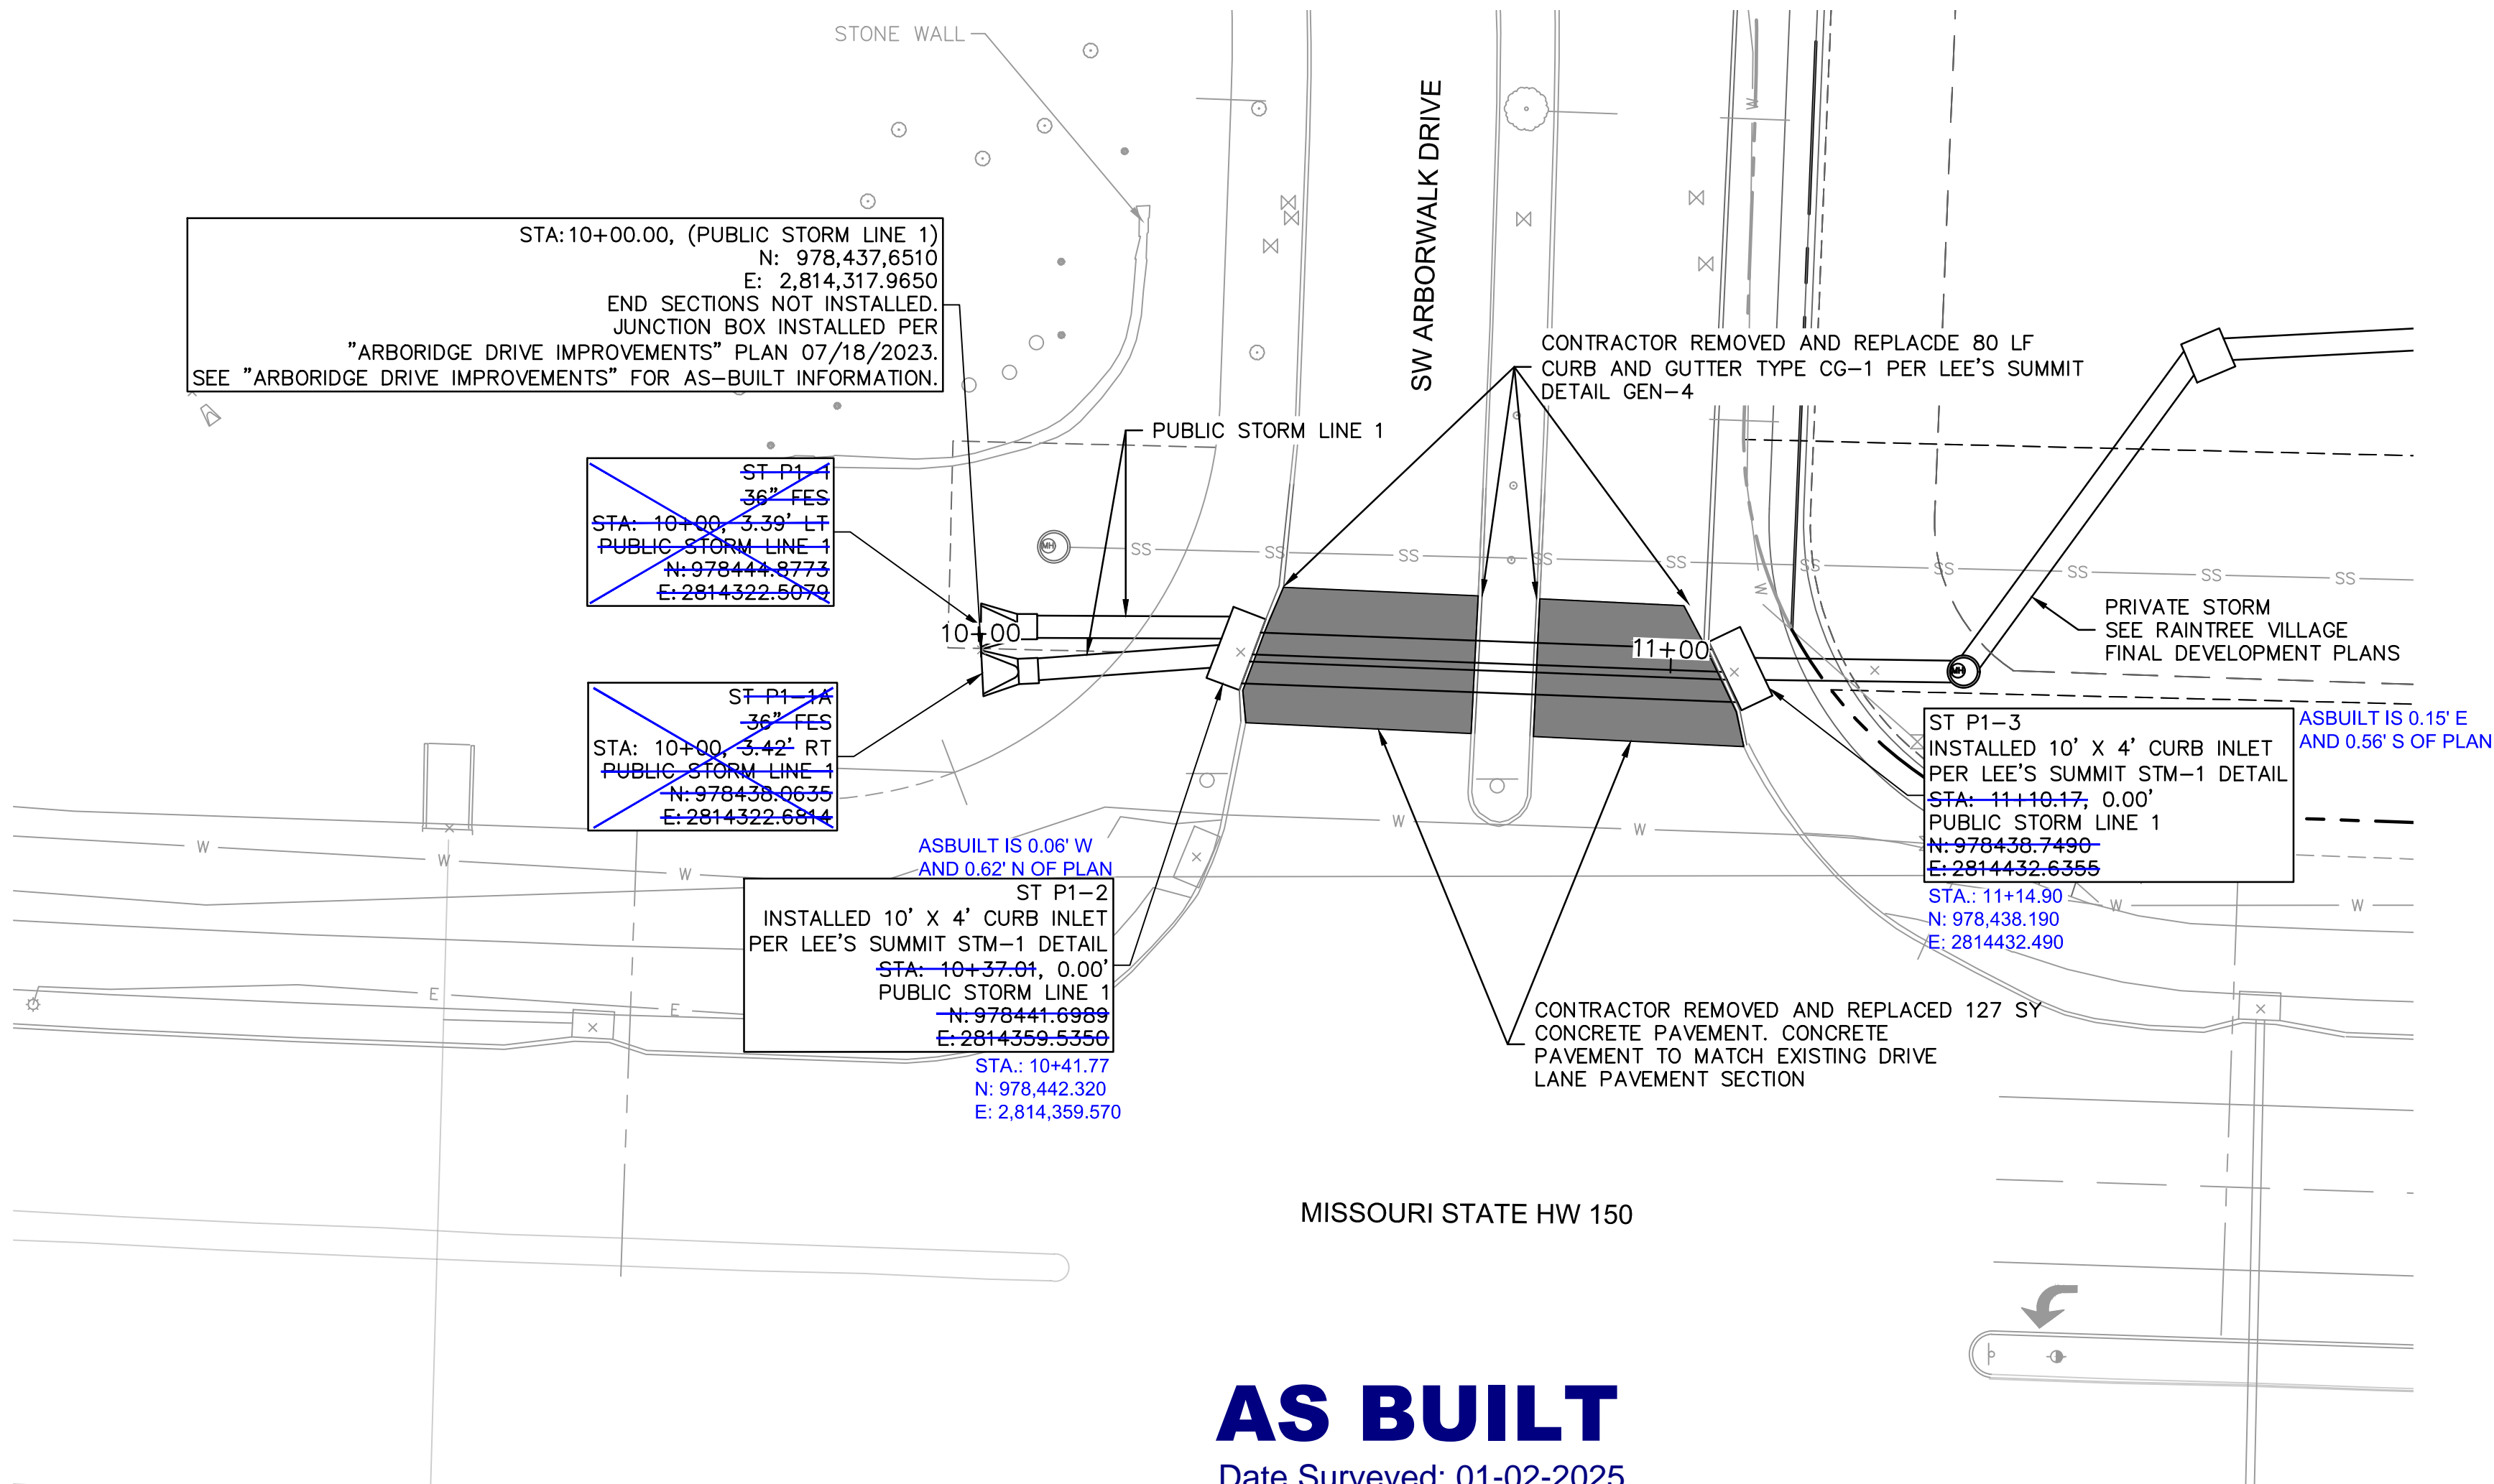 STONE WALL
SW ARBORWALK DRIVE
STA:10+00.00, (PUBLIC STORM LINE 1)
N: 978,437,6510
E: 2,814,317.9650
END SECTIONS NOT INSTALLED.
JUNCTION BOX INSTALLED PER
"ARBORIDGE DRIVE IMPROVEMENTS" PLAN 07/18/2023.
SEE "ARBORIDGE DRIVE IMPROVEMENTS" FOR AS-BUILT INFORMATION.
CONTRACTOR REMOVED AND REPLACDE 80 LF
CURB AND GUTTER TYPE CG-1 PER LEE'S SUMMIT
DETAIL GEN-4
PUBLIC STORM LINE 1
ST P1-1
36" FES
STA: 10+00, 3.39' LT
PUBLIC STORM LINE 1
N: 978444.8773
E: 2814322.5079
MH
SS SS SS SS SS SS SS SS SS SS
W
W
10+00
11+00
MH
PRIVATE STORM
SEE RAINTREE VILLAGE
FINAL DEVELOPMENT PLANS
ST P1-1A
36" FES
STA: 10+00, 3.42' RT
PUBLIC STORM LINE 1
N: 978438.0635
E: 2814322.6814
ST P1-3
INSTALLED 10' X 4' CURB INLET
PER LEE'S SUMMIT STM-1 DETAIL
STA: 11+10.17, 0.00'
PUBLIC STORM LINE 1
N: 978438.7490
E: 2814432.6355
ASBUILT IS 0.15' E
AND 0.56' S OF PLAN
STA.: 11+14.90
N: 978,438.190
E: 2814432.490
W W W W W W W
ASBUILT IS 0.06' W
AND 0.62' N OF PLAN
ST P1-2
INSTALLED 10' X 4' CURB INLET
PER LEE'S SUMMIT STM-1 DETAIL
STA: 10+37.01, 0.00'
PUBLIC STORM LINE 1
N: 978441.6989
E: 2814359.5350
STA.: 10+41.77
N: 978,442.320
E: 2,814,359.570
E E
CONTRACTOR REMOVED AND REPLACED 127 SY
CONCRETE PAVEMENT. CONCRETE
PAVEMENT TO MATCH EXISTING DRIVE
LANE PAVEMENT SECTION
MISSOURI STATE HW 150
AS BUILT
Date Surveyed: 01-02-2025